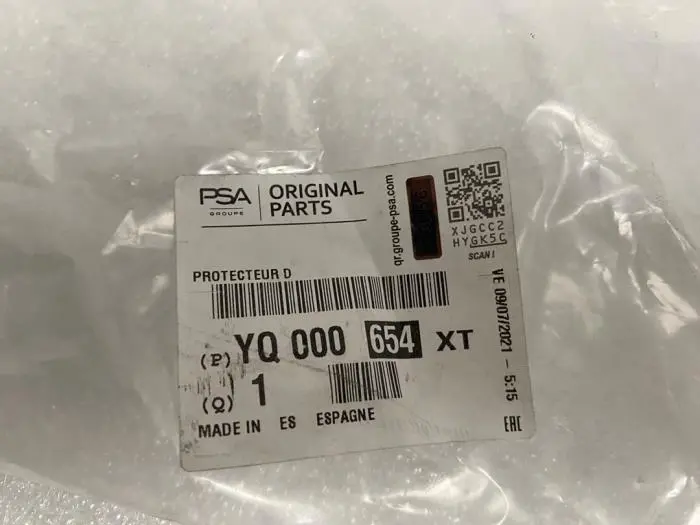 PSA
GROUPE
ORIGINAL
PARTS
qr.groupe-psa.com
XJGCC2
HYGK5C
SCAN!
PROTECTEUR D
(P) YQ 000 654 XT
(Q) 1
MADE IN ES ESPAGNE
VE 09/07/2021 - 5:15
EAC